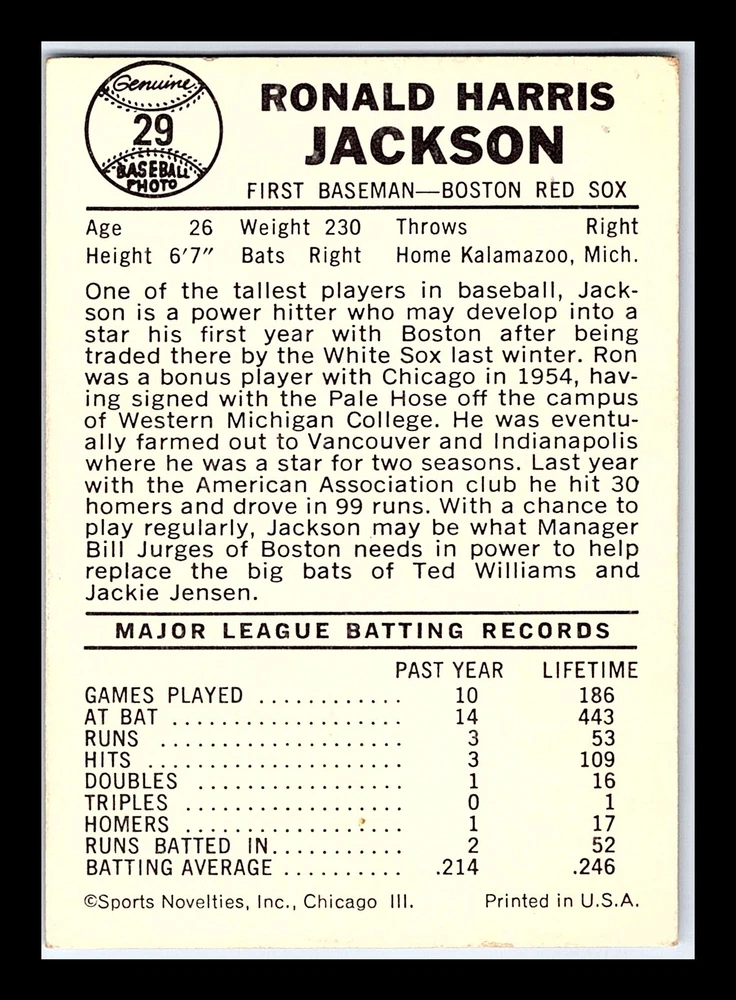 Genuine
29
BASEBALL
PHOTO
RONALD HARRIS
JACKSON
FIRST BASEMAN—BOSTON RED SOX
Age 26 Weight 230 Throws Right
Height 6'7" Bats Right Home Kalamazoo, Mich.
One of the tallest players in baseball, Jack-
son is a power hitter who may develop into a
star his first year with Boston after being
traded there by the White Sox last winter. Ron
was a bonus player with Chicago in 1954, hav-
ing signed with the Pale Hose off the campus
of Western Michigan College. He was eventu-
ally farmed out to Vancouver and Indianapolis
where he was a star for two seasons. Last year
with the American Association club he hit 30
homers and drove in 99 runs. With a chance to
play regularly, Jackson may be what Manager
Bill Jurges of Boston needs in power to help
replace the big bats of Ted Williams and
Jackie Jensen.
MAJOR LEAGUE BATTING RECORDS
PAST YEAR LIFETIME
GAMES PLAYED ............ 10 186
AT BAT .................... 14 443
RUNS ..................... 3 53
HITS ...................... 3 109
DOUBLES .................. 1 16
TRIPLES ................... 0 1
HOMERS ................... 1 17
RUNS BATTED IN........... 2 52
BATTING AVERAGE .......... .214 .246
©Sports Novelties, Inc., Chicago Ill. Printed in U.S.A.